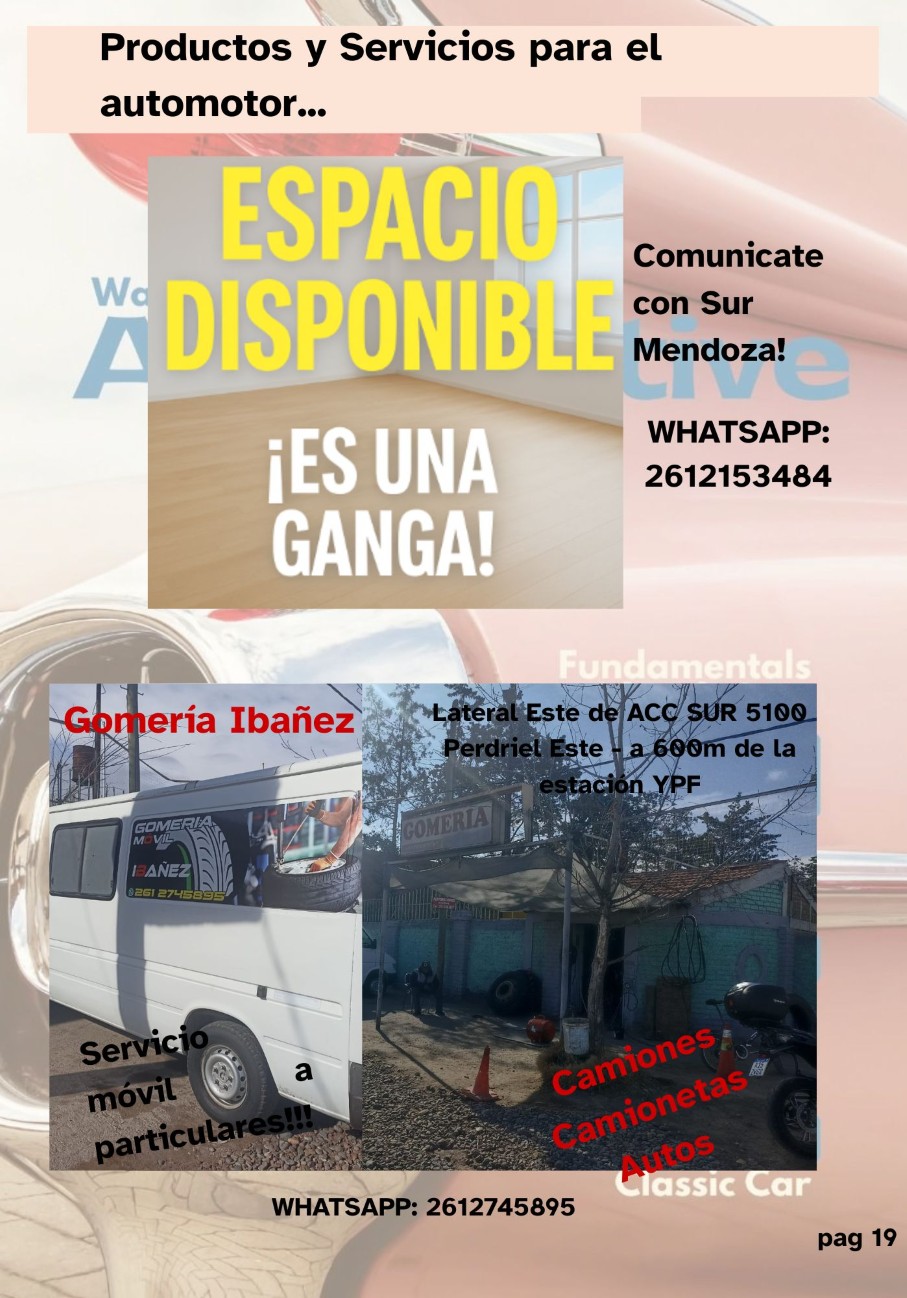 Productos y Servicios para el
automotor...
ESPACIO
DISPONIBLE
¡ES UNA
GANGA!
Comunicate
con Sur
Mendoza!
WHATSAPP:
2612153484
Wa
A tive
Fundamentals
Gomería Ibañez
Lateral Este de ACC SUR 5100
Perdriel Este - a 600m de la
estación YPF
GOMERIA
MOVIL
IBAÑEZ
261 2745895
GOMERIA
Servicio
móvil a
particulares!!!
Camiones
Camionetas
Autos
Classic Car
WHATSAPP: 2612745895
pag 19